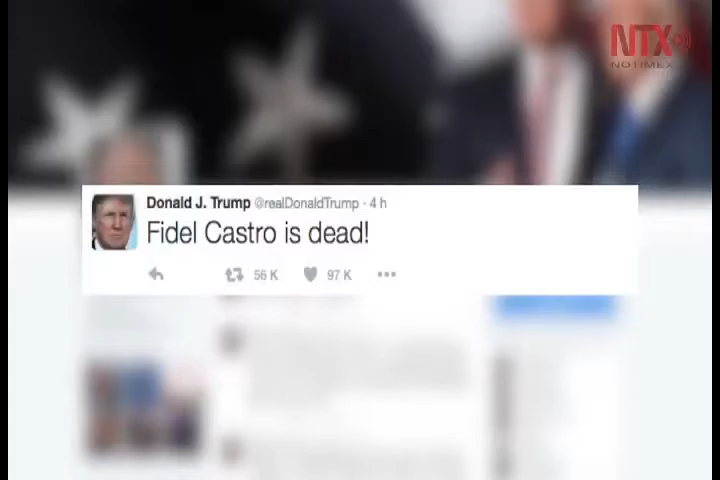 NTX
NOTIMEX
Donald J. Trump @realDonaldTrump · 4 h
Fidel Castro is dead!
56 K 97 K